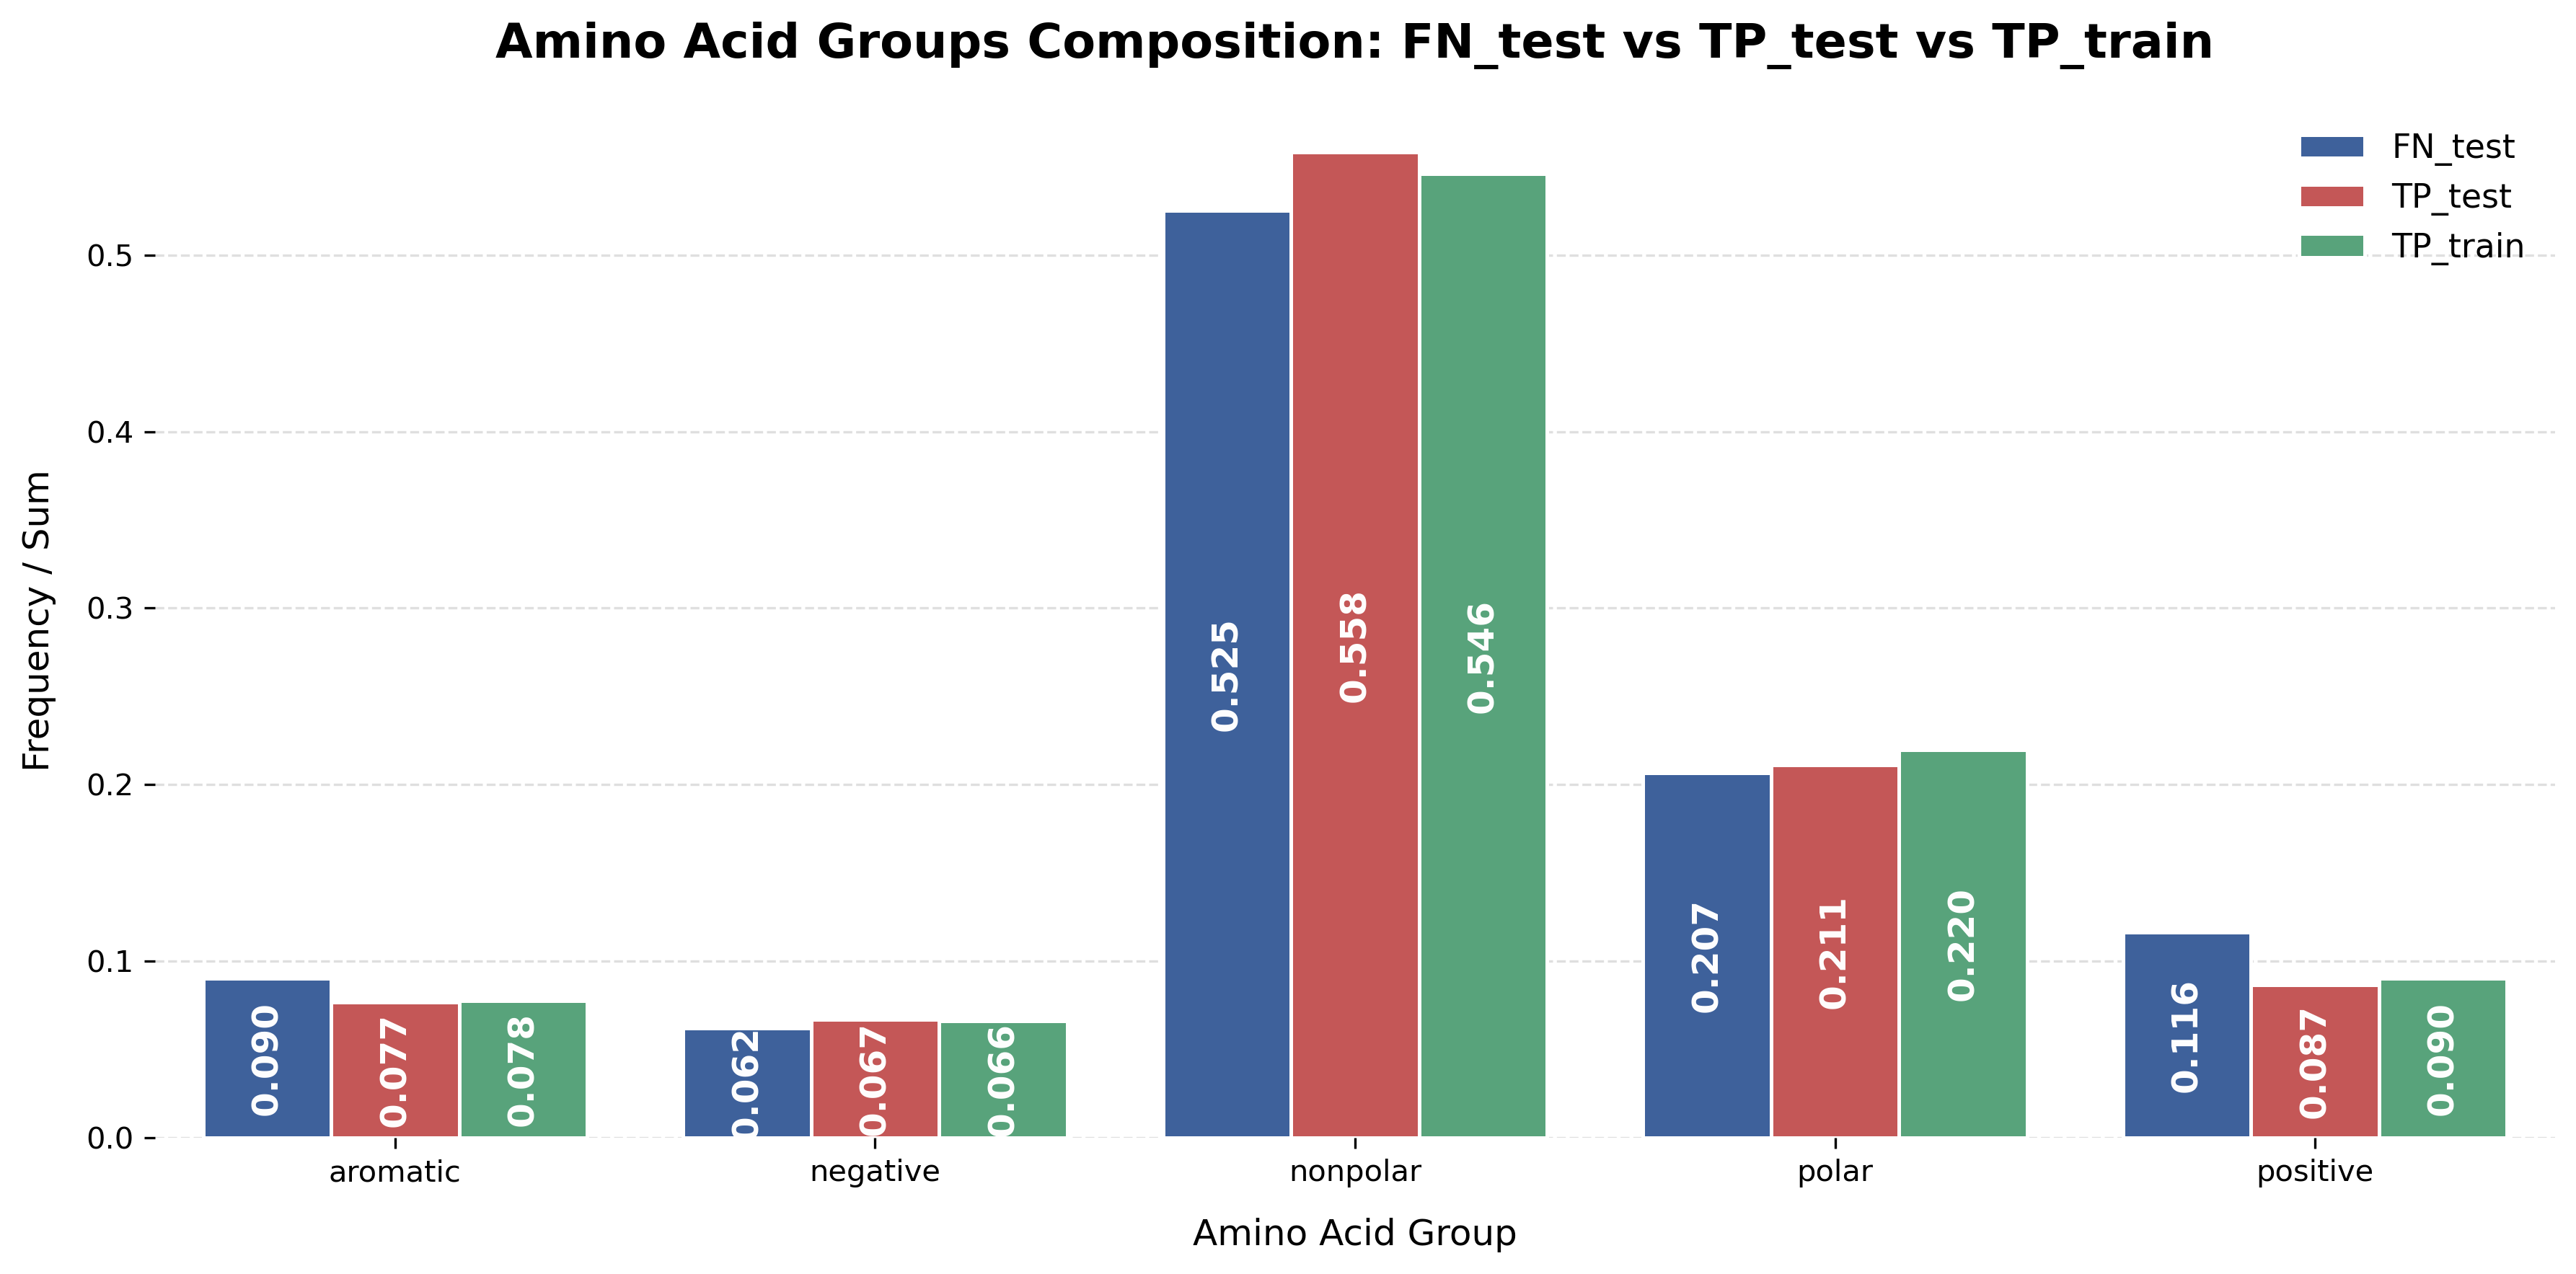 Amino Acid Groups Composition: FN_test vs TP_test vs TP_train
FN_test
TP_test
TP_train
Frequency / Sum
0.5
0.4
0.3
0.2
0.1
0.0
0.090
0.077
0.078
0.062
0.067
0.066
0.525
0.558
0.546
0.207
0.211
0.220
0.116
0.087
0.090
aromatic
negative
nonpolar
polar
positive
Amino Acid Group